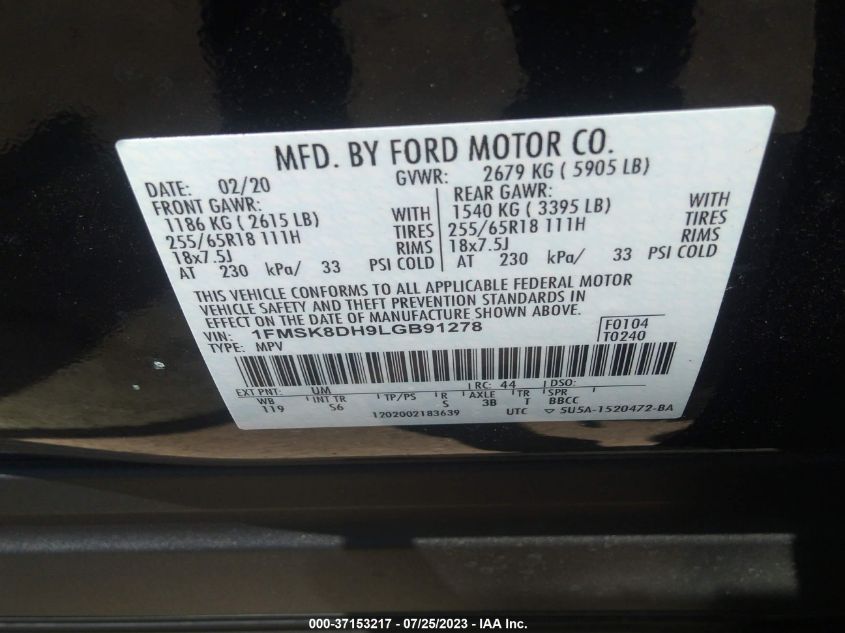 MFD. BY FORD MOTOR CO.
DATE: 02/20 GVWR: 2679 KG ( 5905 LB)
FRONT GAWR: REAR GAWR:
1186 KG ( 2615 LB) WITH 1540 KG ( 3395 LB) WITH
255/65R18 111H TIRES 255/65R18 111H TIRES
18x7.5J RIMS 18x7.5J RIMS
AT 230 kPa/ 33 PSI COLD AT 230 kPa/ 33 PSI COLD
THIS VEHICLE CONFORMS TO ALL APPLICABLE FEDERAL MOTOR
VEHICLE SAFETY AND THEFT PREVENTION STANDARDS IN
EFFECT ON THE DATE OF MANUFACTURE SHOWN ABOVE.
VIN: 1FMSK8DH9LGB91278 F0104
TYPE: MPV T0240
EXT PNT: UM RC: 44 DSO:
WB INT TR TP/PS R AXLE TR SPR
119 S6 S 3B T BBCC
1202002183639 UTC ▽ SU5A-1520472-BA
000-37153217 - 07/25/2023 - IAA Inc.